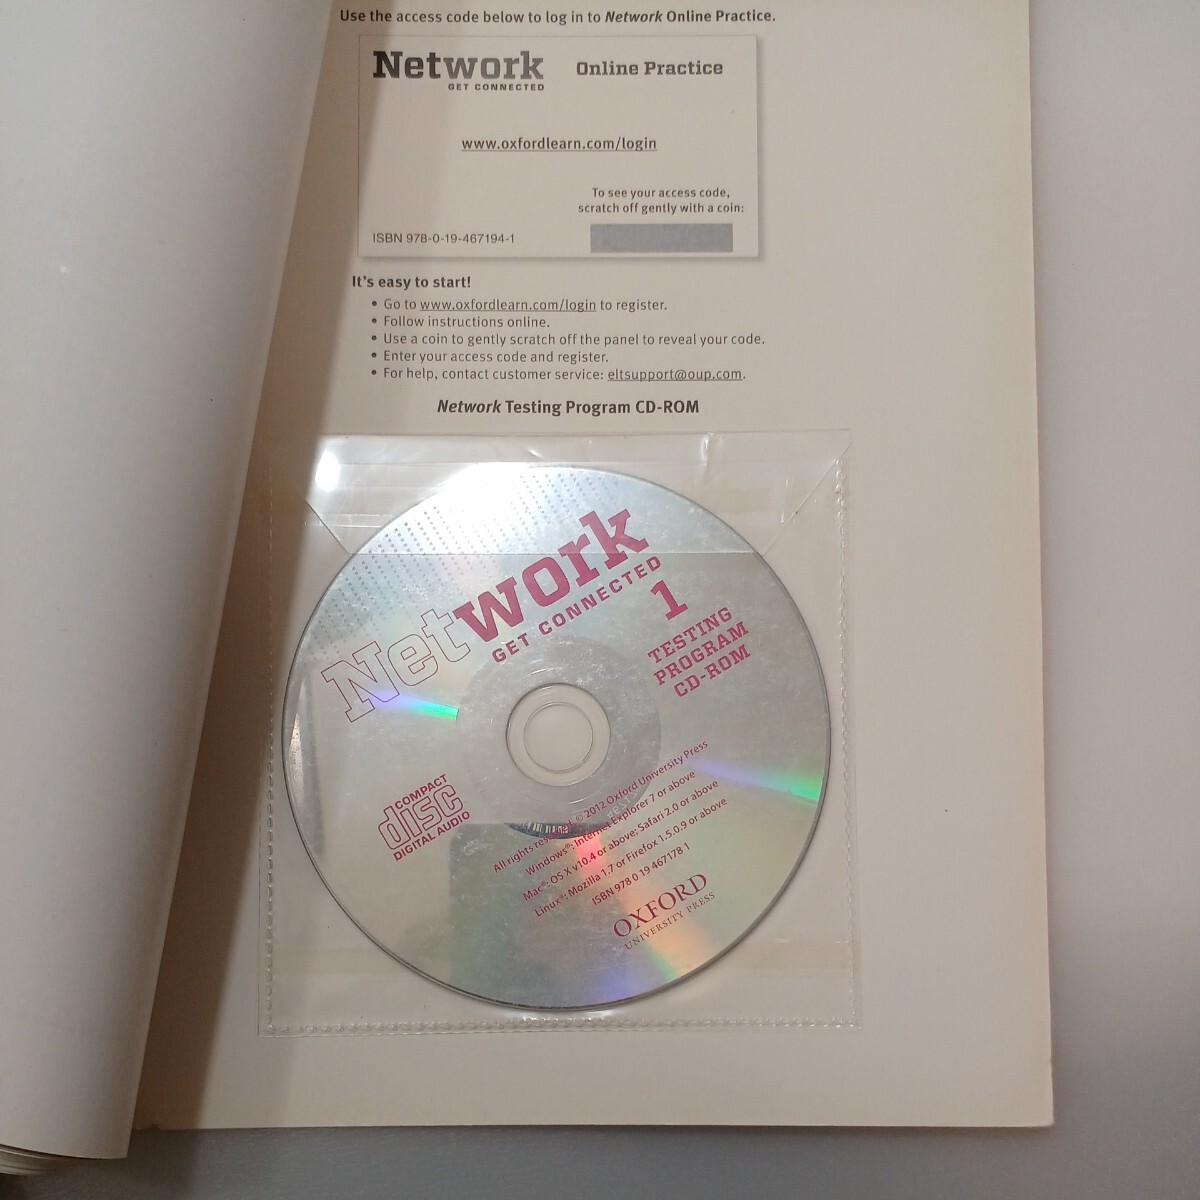 Use the access code below to log in to Network Online Practice.
Network
GET CONNECTED
Online Practice
www.oxfordlearn.com/login
To see your access code,
scratch off gently with a coin:
ISBN 978-0-19-467194-1
It's easy to start!
• Go to www.oxfordlearn.com/login to register.
• Follow instructions online.
• Use a coin to gently scratch off the panel to reveal your code.
• Enter your access code and register.
• For help, contact customer service: eltsupport@oup.com.
Network Testing Program CD-ROM
Network
GET CONNECTED
1
TESTING
PROGRAM
CD-ROM
COMPACT
disc
DIGITAL AUDIO
All rights reserved. © 2012 Oxford University Press
Windows®: Internet Explorer 7 or above
Mac®: OS X v10.4 or above; Safari 2.0 or above
Linux®: Mozilla 1.7 or Firefox 1.5.0.9 or above
ISBN 978 0 19 467178 1
OXFORD
UNIVERSITY PRESS